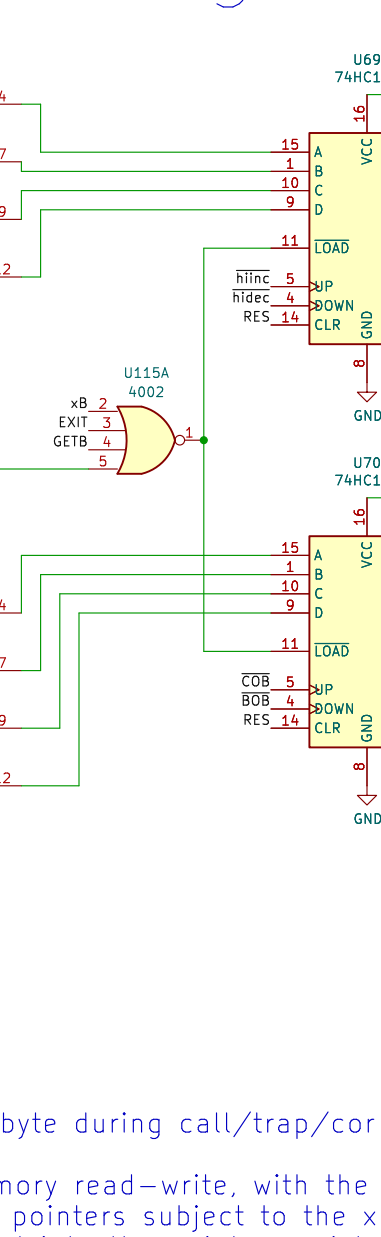 U69
74HC1
16
VCC
4
15 A
7
1 B
10 C
9
9 D
11 LOAD
12
hiinc 5 UP
hidec 4 DOWN
RES 14 CLR
GND
8
GND
U115A
4002
xB 2
EXIT 3
GETB 4
5
1
U70
74HC1
16
VCC
15 A
1 B
10 C
4
9 D
11 LOAD
7
COB 5 UP
BOB 4 DOWN
RES 14 CLR
9
GND
8
12
GND
byte during call/trap/cor
mory read-write, with the
pointers subject to the x